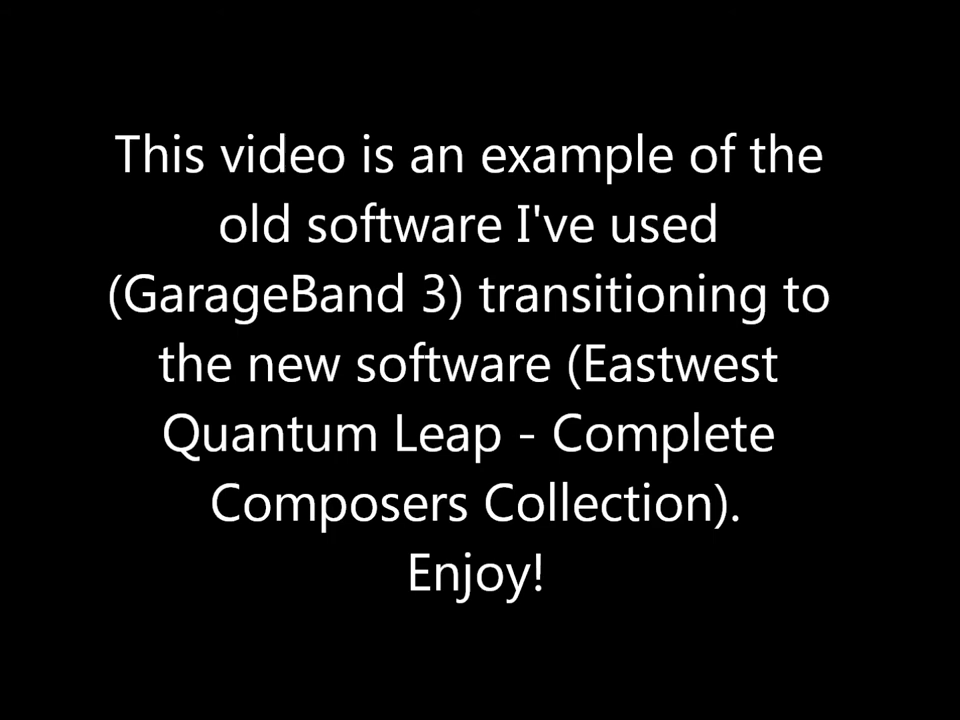 This video is an example of the
old software I've used
(GarageBand 3) transitioning to
the new software (Eastwest
Quantum Leap - Complete
Composers Collection).
Enjoy!